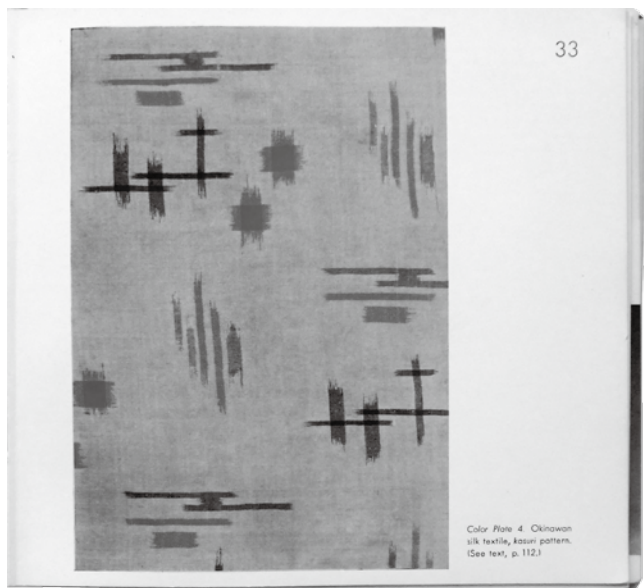 33
Color Plate 4. Okinawan
silk textile, kasuri pattern.
(See text, p. 112.)